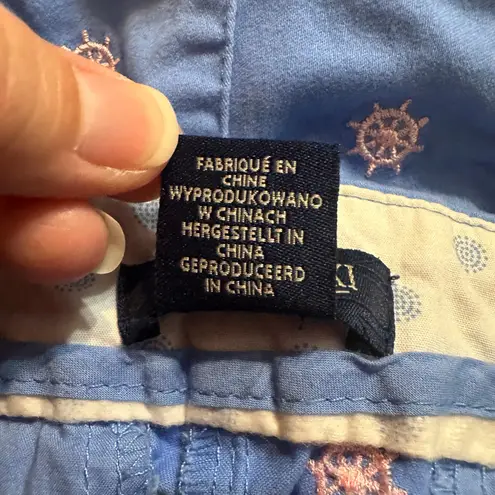 FABRIQUÉ EN
CHINE
WYPRODUKOWANO
W CHINACH
HERGESTELLT IN
CHINA
GEPRODUCEERD
IN CHINA